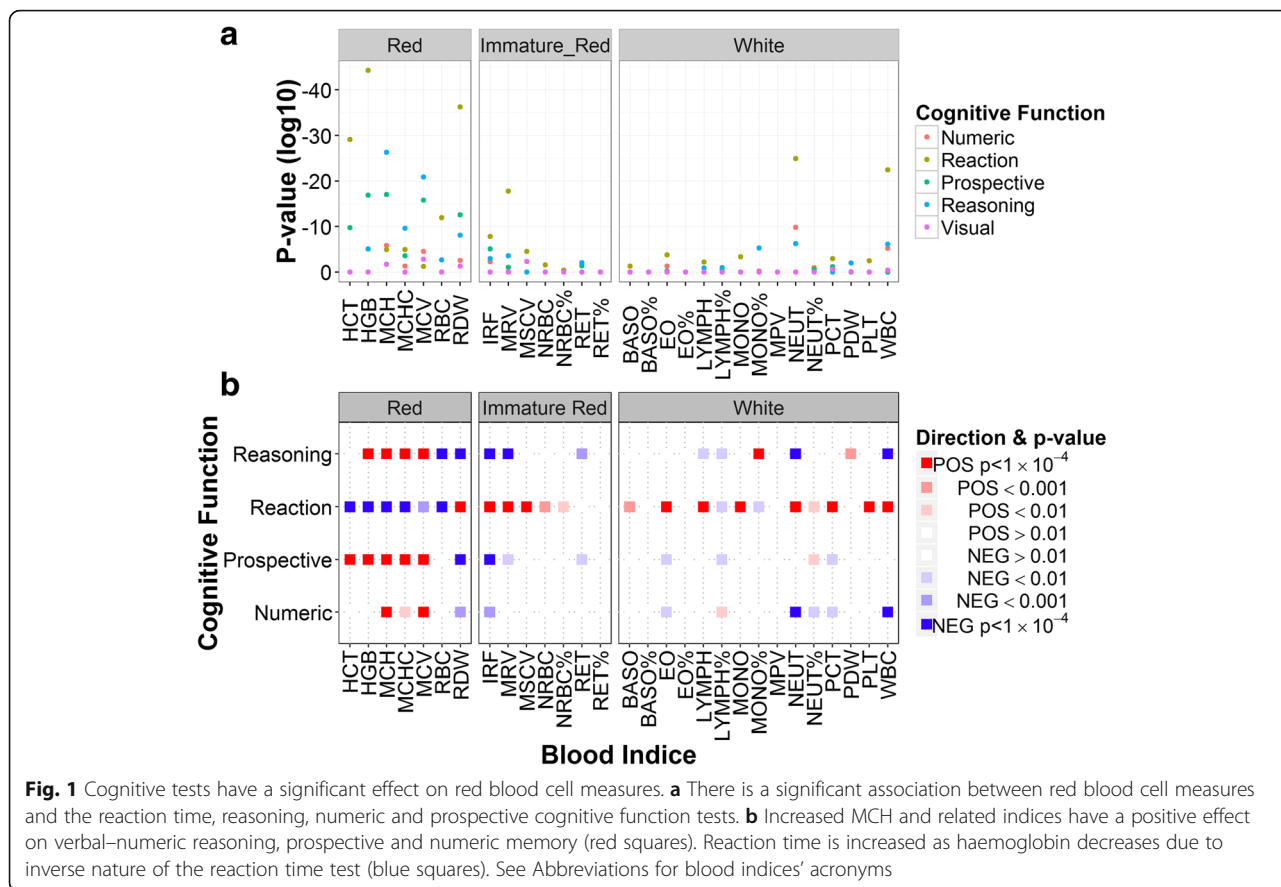 a
Red
Immature_Red
White
P-value (log10)
-40
-30
-20
-10
0
HCT
HGB
MCH
MCHC
MCV
RBC
RDW
IRF
MRV
MSCV
NRBC
NRBC%
RET
RET%
BASO
BASO%
EO
EO%
LYMPH
LYMPH%
MONO
MONO%
MPV
NEUT
NEUT%
PCT
PDW
PLT
WBC
Cognitive Function
Numeric
Reaction
Prospective
Reasoning
Visual
b
Red
Immature Red
White
Cognitive Function
Reasoning
Reaction
Prospective
Numeric
HCT
HGB
MCH
MCHC
MCV
RBC
RDW
IRF
MRV
MSCV
NRBC
NRBC%
RET
RET%
BASO
BASO%
EO
EO%
LYMPH
LYMPH%
MONO
MONO%
MPV
NEUT
NEUT%
PCT
PDW
PLT
WBC
Blood Indice
Direction & p-value
POS p<1 × 10⁻⁴
POS < 0.001
POS < 0.01
POS > 0.01
NEG > 0.01
NEG < 0.01
NEG < 0.001
NEG p<1 × 10⁻⁴
Fig. 1 Cognitive tests have a significant effect on red blood cell measures. a There is a significant association between red blood cell measures
and the reaction time, reasoning, numeric and prospective cognitive function tests. b Increased MCH and related indices have a positive effect
on verbal–numeric reasoning, prospective and numeric memory (red squares). Reaction time is increased as haemoglobin decreases due to
inverse nature of the reaction time test (blue squares). See Abbreviations for blood indices' acronyms